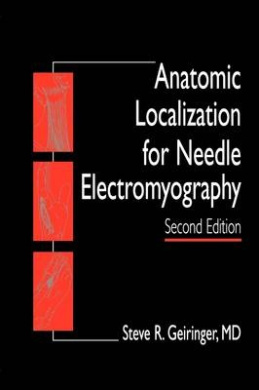 Anatomic
Localization
for Needle
Electromyography
Second Edition
Steve R. Geiringer, MD